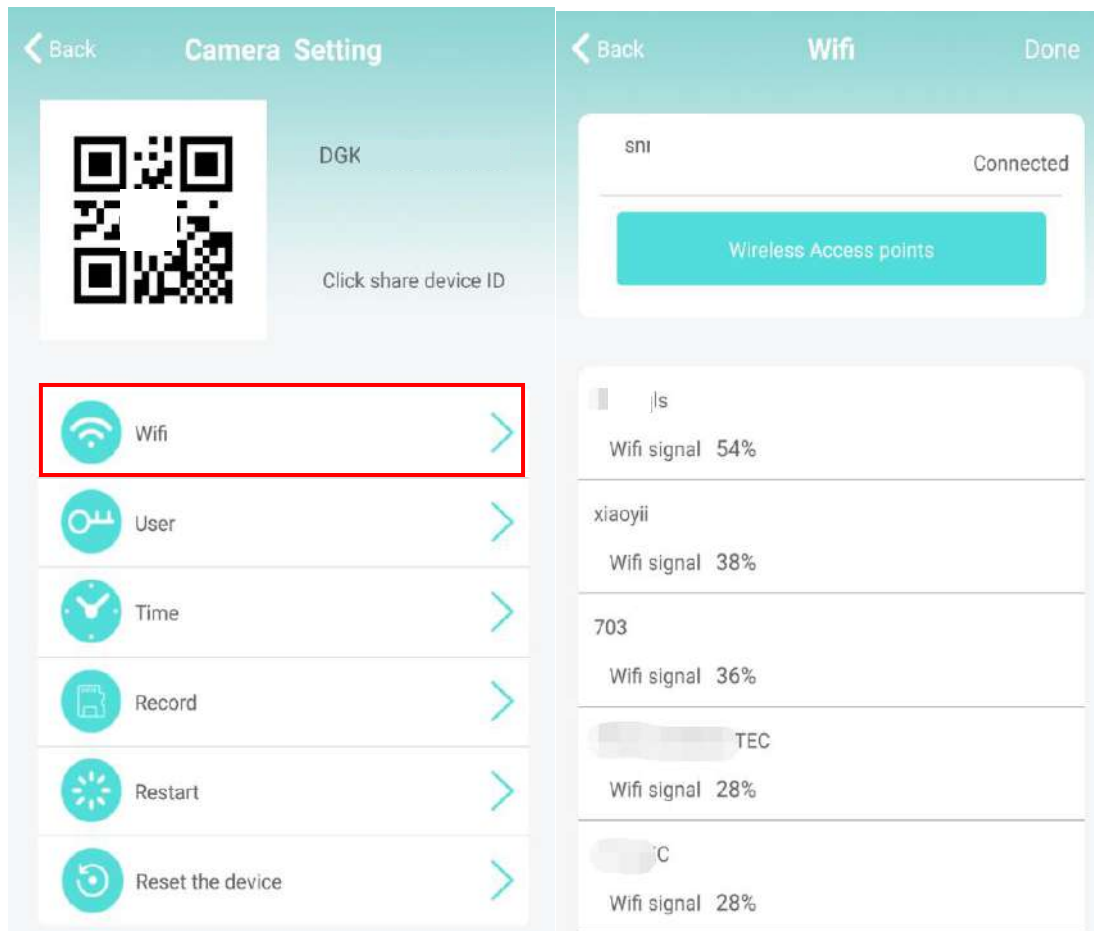 Back Camera Setting
DGK
Click share device ID
Wifi
User
Time
Record
Restart
Reset the device
Back Wifi Done
Connected
Wireless Access points
Wifi signal 54%
xiaoyii
Wifi signal 38%
703
Wifi signal 36%
TEC
Wifi signal 28%
Wifi signal 28%